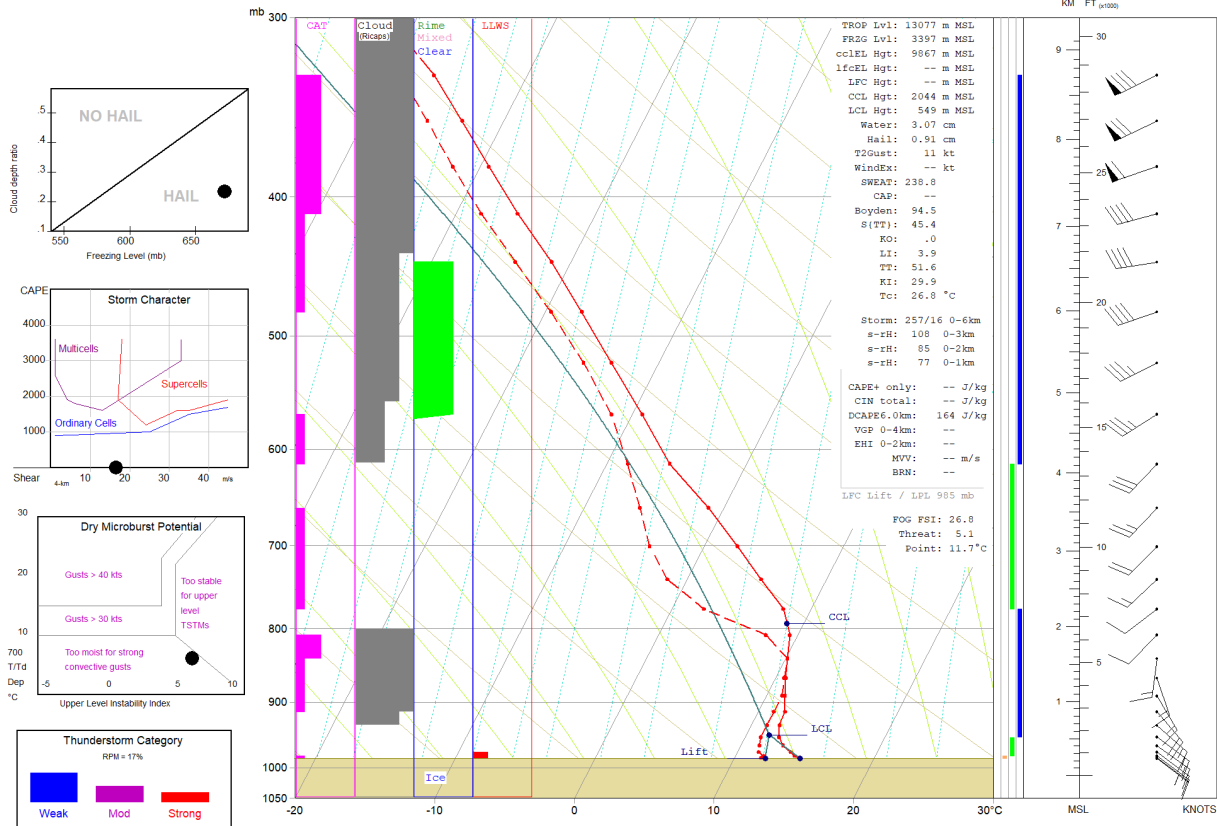 mb
300
400
500
600
700
800
900
1000
1050
CAT
Cloud
(Ricaps)
Rime
Mixed
Clear
LLWS
Ice
Lift
LCL
CCL
-20
-10
0
10
20
30°C
TROP Lvl: 13077 m MSL
FRZG Lvl: 3397 m MSL
cclEL Hgt: 9867 m MSL
lfcEL Hgt: -- m MSL
LFC Hgt: -- m MSL
CCL Hgt: 2044 m MSL
LCL Hgt: 549 m MSL
Water: 3.07 cm
Hail: 0.91 cm
T2Gust: 11 kt
WindEx: -- kt
SWEAT: 238.8
CAP: --
Boyden: 94.5
S(TT): 45.4
KO: .0
LI: 3.9
TT: 51.6
KI: 29.9
Tc: 26.8 °C
Storm: 257/16 0-6km
s-rH: 108 0-3km
s-rH: 85 0-2km
s-rH: 77 0-1km
CAPE+ only: -- J/kg
CIN total: -- J/kg
DCAPE6.0km: 164 J/kg
VGP 0-4km: --
EHI 0-2km: --
MVV: -- m/s
BRN: --
LFC Lift / LPL 985 mb
FOG FSI: 26.8
Threat: 5.1
Point: 11.7°C
KM FT (x1000)
9
8
7
6
5
4
3
2
1
30
25
20
15
10
5
MSL
KNOTS
NO HAIL
HAIL
Cloud depth ratio
.5
.4
.3
.2
.1
550
600
650
Freezing Level (mb)
CAPE
Storm Character
4000
3000
2000
1000
Multicells
Supercells
Ordinary Cells
Shear
4-km
10
20
30
40
m/s
30
20
10
Dry Microburst Potential
Gusts > 40 kts
Gusts > 30 kts
Too stable
for upper
level
TSTMs
Too moist for strong
convective gusts
700
T/Td
Dep
°C
-5
0
5
10
Upper Level Instability Index
Thunderstorm Category
RPM = 17%
Weak
Mod
Strong